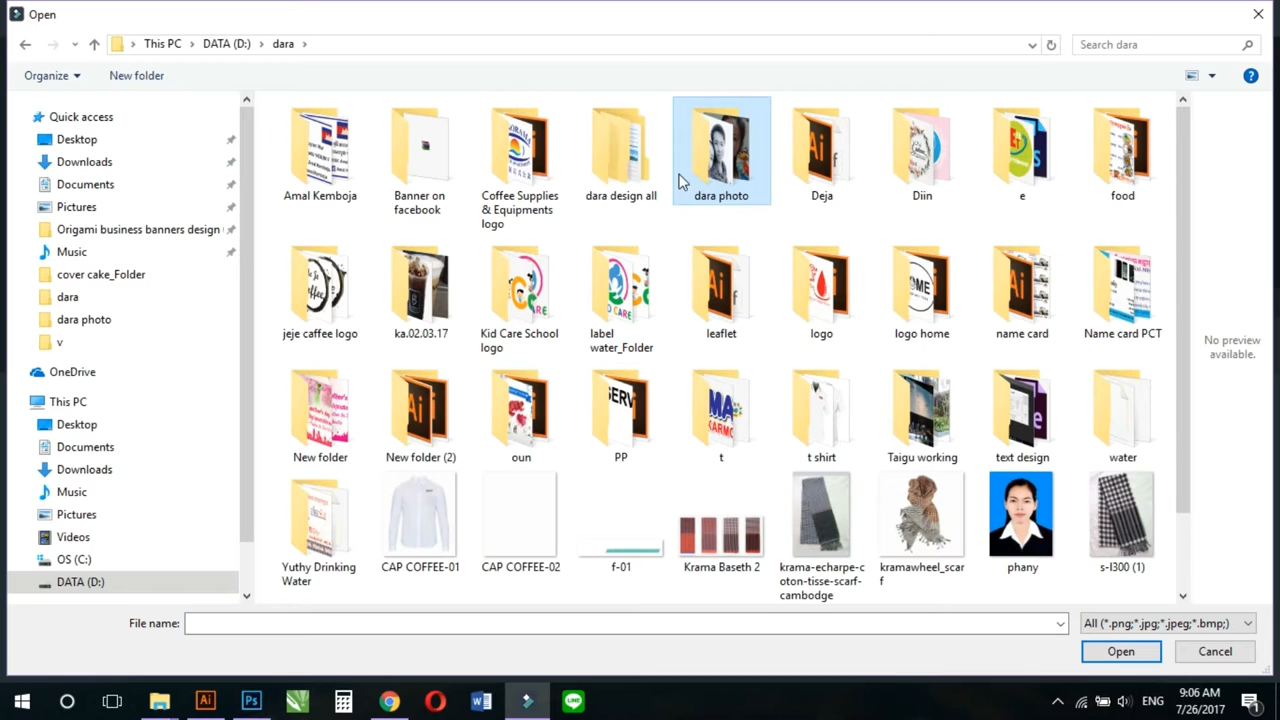 Open
This PC
DATA (D:)
dara
Search dara
Organize
New folder
Quick access
Desktop
Downloads
Documents
Pictures
Origami business banners design
Music
cover cake_Folder
dara
dara photo
v
OneDrive
This PC
Desktop
Documents
Downloads
Music
Pictures
Videos
OS (C:)
DATA (D:)
Amal Kemboja
Banner on
facebook
Coffee Supplies
& Equipments
logo
dara design all
dara photo
Deja
Diin
e
food
jeje caffee logo
ka.02.03.17
Kid Care School
logo
label
water_Folder
leaflet
logo
logo home
name card
Name card PCT
New folder
New folder (2)
oun
PP
t
t shirt
Taigu working
text design
water
Yuthy Drinking
Water
CAP COFFEE-01
CAP COFFEE-02
f-01
Krama Baseth 2
krama-echarpe-c
oton-tisse-scarf-
cambodge
kramawheel_scar
f
phany
s-l300 (1)
No preview
available.
File name:
All (*.png;*.jpg;*.jpeg;*.bmp;)
Open
Cancel
ENG
9:06 AM
7/26/2017